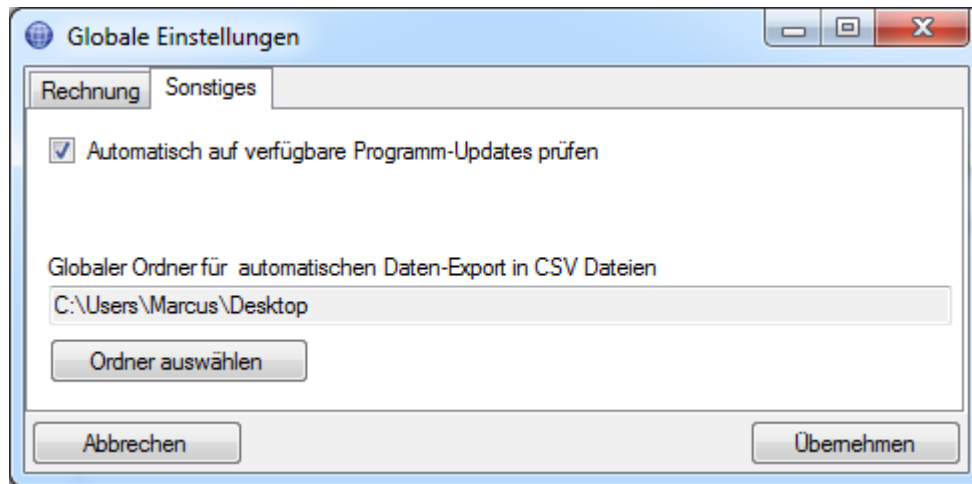 Globale Einstellungen
Rechnung Sonstiges
Automatisch auf verfügbare Programm-Updates prüfen
Globaler Ordner für  automatischen Daten-Export in CSV Dateien
C:\Users\Marcus\Desktop
Ordner auswählen
Abbrechen Übernehmen